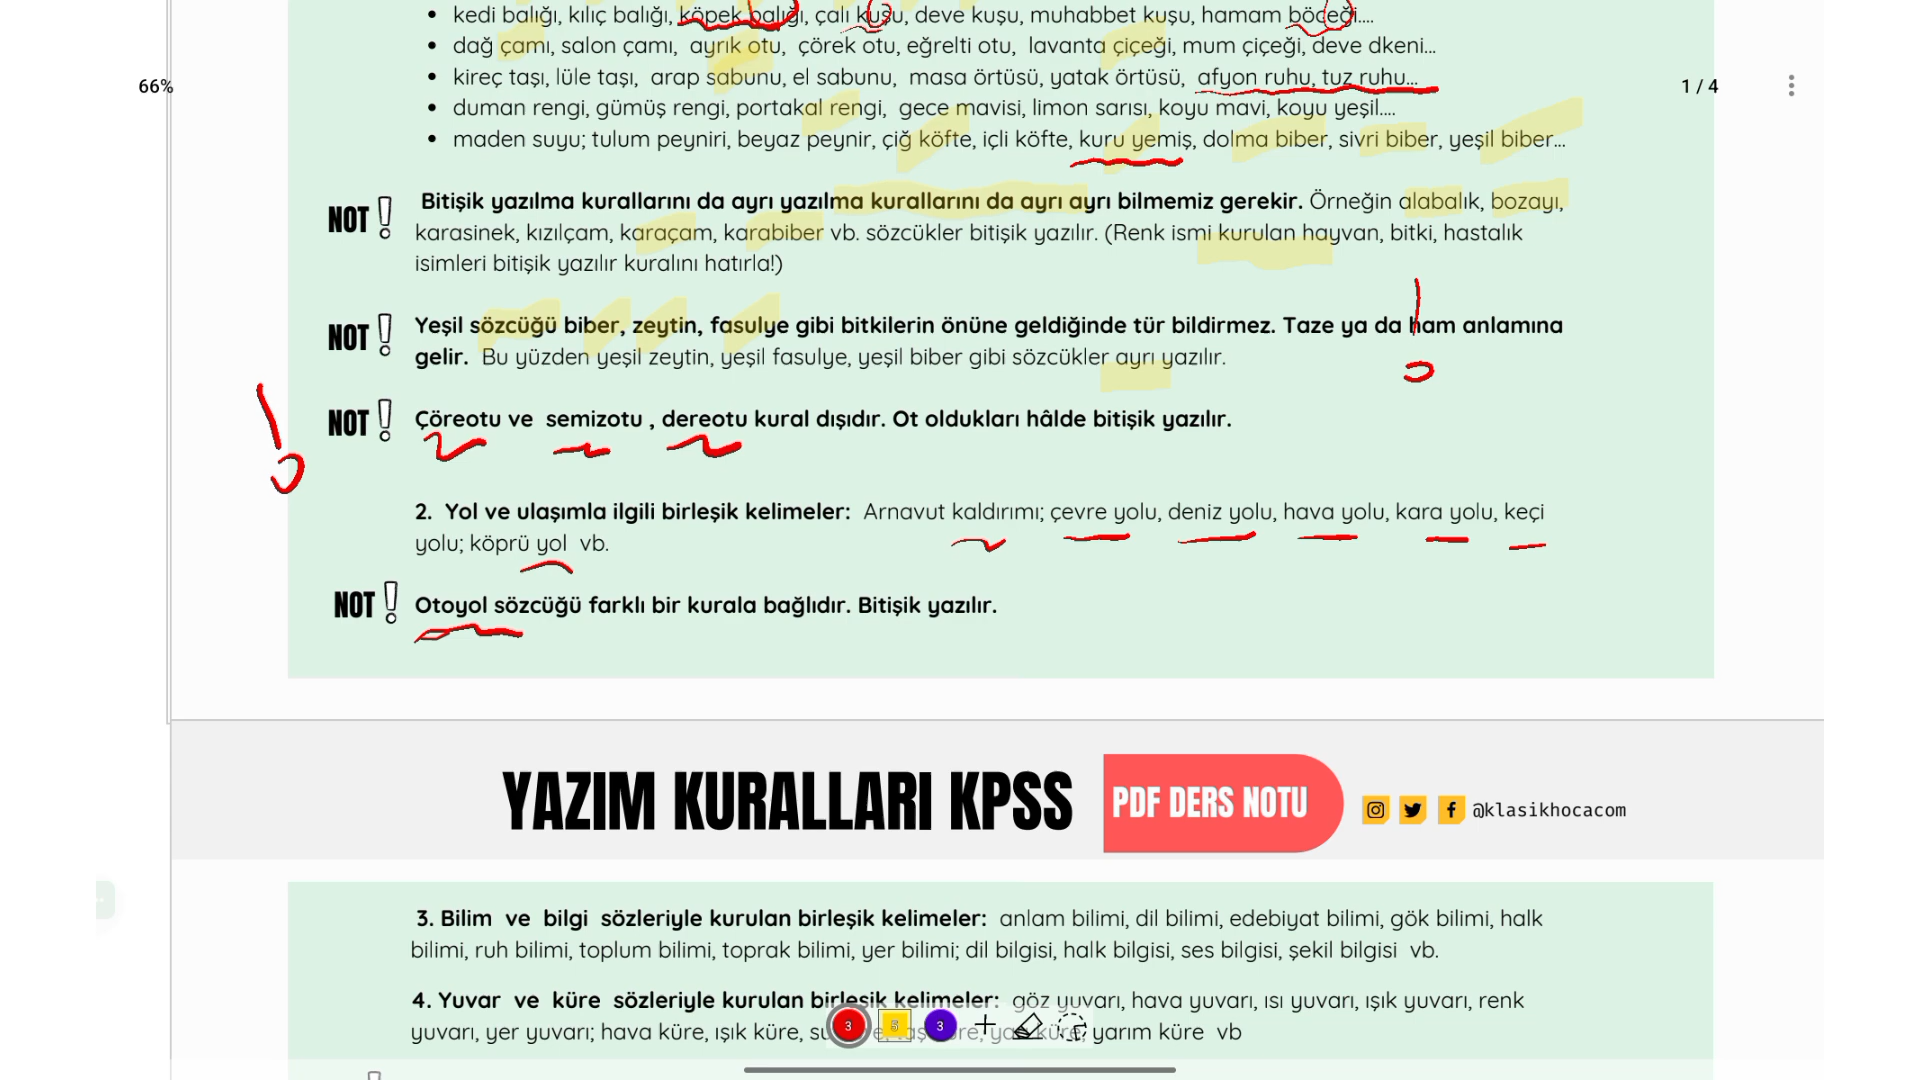 • kedi balığı, kılıç balığı, köpek balığı, çalı kuşu, deve kuşu, muhabbet kuşu, hamam böceği....
• dağ çamı, salon çamı, ayrık otu, çörek otu, eğrelti otu, lavanta çiçeği, mum çiçeği, deve dkeni...
66%
• kireç taşı, lüle taşı, arap sabunu, el sabunu, masa örtüsü, yatak örtüsü, afyon ruhu, tuz ruhu...
1 / 4
• duman rengi, gümüş rengi, portakal rengi, gece mavisi, limon sarısı, koyu mavi, koyu yeşil....
• maden suyu; tulum peyniri, beyaz peynir, çiğ köfte, içli köfte, kuru yemiş, dolma biber, sivri biber, yeşil biber...
NOT! Bitişik yazılma kurallarını da ayrı yazılma kurallarını da ayrı ayrı bilmemiz gerekir. Örneğin alabalık, bozayı,
karasinek, kızılçam, karaçam, karabiber vb. sözcükler bitişik yazılır. (Renk ismi kurulan hayvan, bitki, hastalık
isimleri bitişik yazılır kuralını hatırla!)
NOT! Yeşil sözcüğü biber, zeytin, fasulye gibi bitkilerin önüne geldiğinde tür bildirmez. Taze ya da ham anlamına
gelir. Bu yüzden yeşil zeytin, yeşil fasulye, yeşil biber gibi sözcükler ayrı yazılır.
NOT! Çöreotu ve semizotu , dereotu kural dışıdır. Ot oldukları hâlde bitişik yazılır.
2. Yol ve ulaşımla ilgili birleşik kelimeler: Arnavut kaldırımı; çevre yolu, deniz yolu, hava yolu, kara yolu, keçi
yolu; köprü yol vb.
NOT! Otoyol sözcüğü farklı bir kurala bağlıdır. Bitişik yazılır.
YAZIM KURALLARI KPSS
PDF DERS NOTU
@klasikhocacom
3. Bilim ve bilgi sözleriyle kurulan birleşik kelimeler: anlam bilimi, dil bilimi, edebiyat bilimi, gök bilimi, halk
bilimi, ruh bilimi, toplum bilimi, toprak bilimi, yer bilimi; dil bilgisi, halk bilgisi, ses bilgisi, şekil bilgisi vb.
4. Yuvar ve küre sözleriyle kurulan birleşik kelimeler: göz yuvarı, hava yuvarı, ısı yuvarı, ışık yuvarı, renk
yuvarı, yer yuvarı; hava küre, ışık küre, küre, yarım küre vb
3 5 3